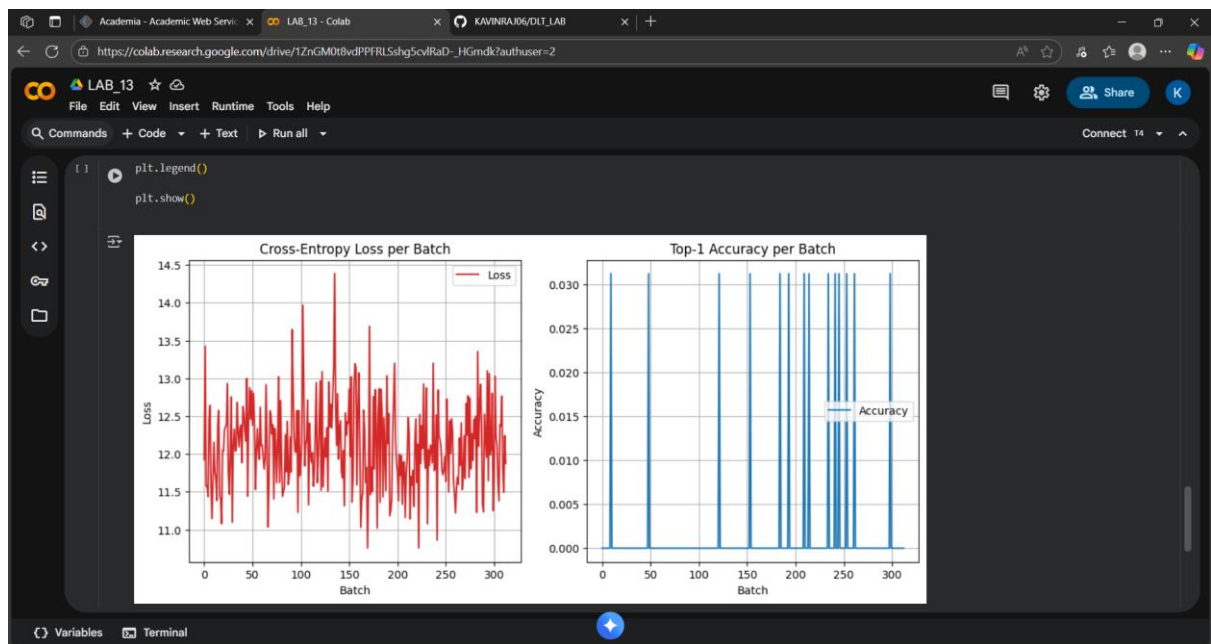 Academia - Academic Web Servic
LAB_13 - Colab
KAVINRAJ06/DLT_LAB
https://colab.research.google.com/drive/1ZnGM0t8vdPPFRLSshg5cvlRaD-_HGmdk?authuser=2
LAB_13
File Edit View Insert Runtime Tools Help
Share
K
Commands + Code + Text Run all
Connect T4
[ ]
plt.legend()
plt.show()
Cross-Entropy Loss per Batch
Loss
14.5
14.0
13.5
13.0
12.5
12.0
11.5
11.0
Loss
0 50 100 150 200 250 300
Batch
Top-1 Accuracy per Batch
0.030
0.025
0.020
0.015
0.010
0.005
0.000
Accuracy
Accuracy
0 50 100 150 200 250 300
Batch
{} Variables
Terminal